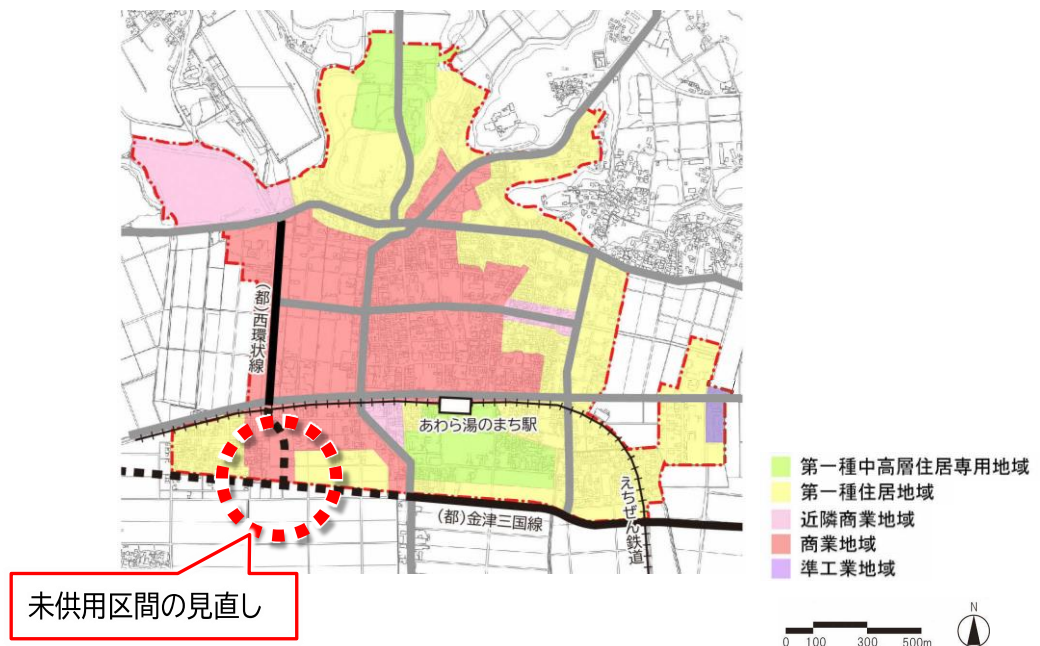 (都)西環状線
あわら湯のまち駅
(都)金津三国線
えちぜん鉄道
未供用区間の見直し
第一種中高層住居専用地域
第一種住居地域
近隣商業地域
商業地域
準工業地域
N
0 100 300 500m